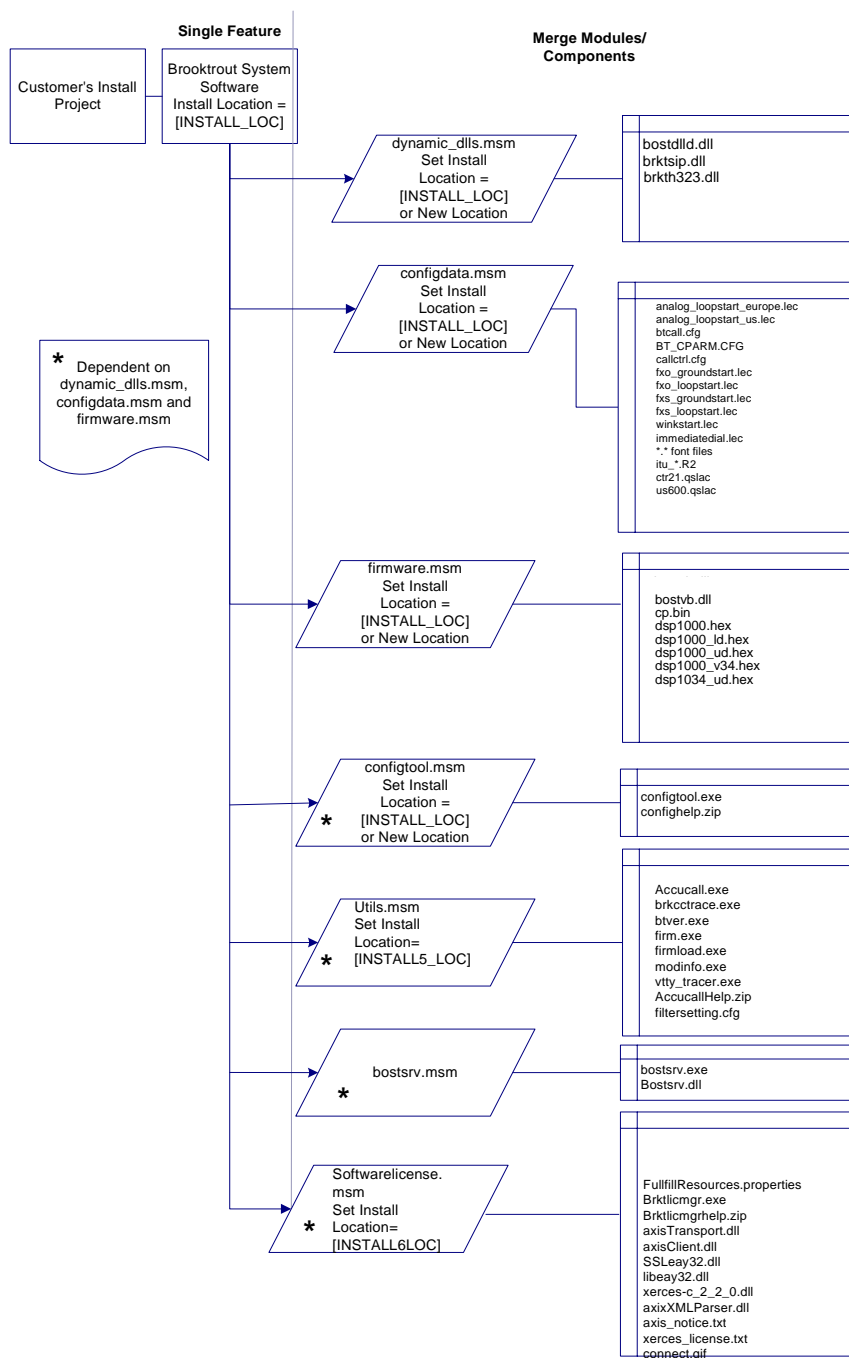 Single Feature
Merge Modules/
Components
Customer's Install
Project
Brooktrout System
Software
Install Location =
[INSTALL_LOC]
dynamic_dlls.msm
Set Install
Location =
[INSTALL_LOC]
or New Location
bostdlld.dll
brktsip.dll
brkth323.dll
configdata.msm
Set Install
Location =
[INSTALL_LOC]
or New Location
analog_loopstart_europe.lec
analog_loopstart_us.lec
btcall.cfg
BT_CPARM.CFG
callctrl.cfg
fxo_groundstart.lec
fxo_loopstart.lec
fxs_groundstart.lec
fxs_loopstart.lec
winkstart.lec
immediatedial.lec
*.* font files
itu_*.R2
ctr21.qslac
us600.qslac
* Dependent on
dynamic_dlls.msm,
configdata.msm and
firmware.msm
firmware.msm
Set Install
Location =
[INSTALL_LOC]
or New Location
bostvb.dll
cp.bin
dsp1000.hex
dsp1000_ld.hex
dsp1000_ud.hex
dsp1000_v34.hex
dsp1034_ud.hex
configtool.msm
Set Install
Location =
* [INSTALL_LOC]
or New Location
configtool.exe
confighelp.zip
Utils.msm
Set Install
Location=
* [INSTALL5_LOC]
Accucall.exe
brkcctrace.exe
btver.exe
firm.exe
firmload.exe
modinfo.exe
vtty_tracer.exe
AccucallHelp.zip
filtersetting.cfg
bostsrv.msm
*
bostsrv.exe
Bostsrv.dll
Softwarelicense.
msm
Set Install
* Location=
[INSTALL6LOC]
FullfillResources.properties
Brktlicmgr.exe
Brktlicmgrhelp.zip
axisTransport.dll
axisClient.dll
SSLeay32.dll
libeay32.dll
xerces-c_2_2_0.dll
axixXMLParser.dll
axis_notice.txt
xerces_license.txt
connect.gif